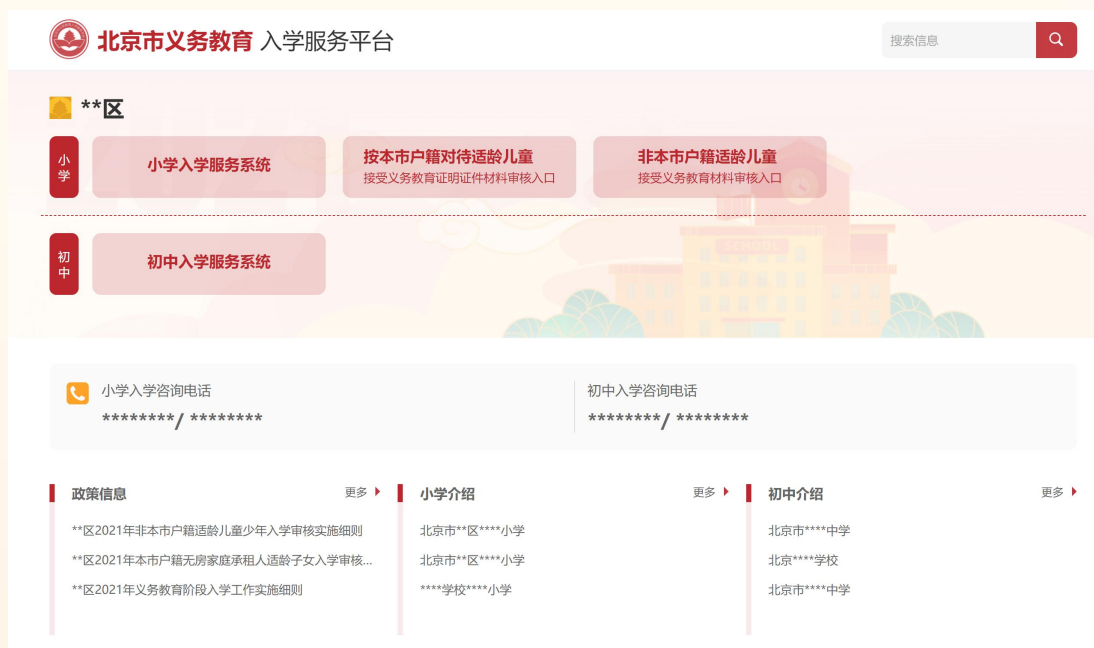 北京市义务教育 入学服务平台
搜索信息
**区
小学
小学入学服务系统
按本市户籍对待适龄儿童
接受义务教育证明证件材料审核入口
非本市户籍适龄儿童
接受义务教育材料审核入口
SCHOOL
初中
初中入学服务系统
小学入学咨询电话
********/ ********
初中入学咨询电话
********/ ********
政策信息
更多
**区2021年非本市户籍适龄儿童少年入学审核实施细则
**区2021年本市户籍无房家庭承租人适龄子女入学审核...
**区2021年义务教育阶段入学工作实施细则
小学介绍
更多
北京市**区****小学
北京市**区****小学
****学校****小学
初中介绍
更多
北京市****中学
北京****学校
北京市****中学